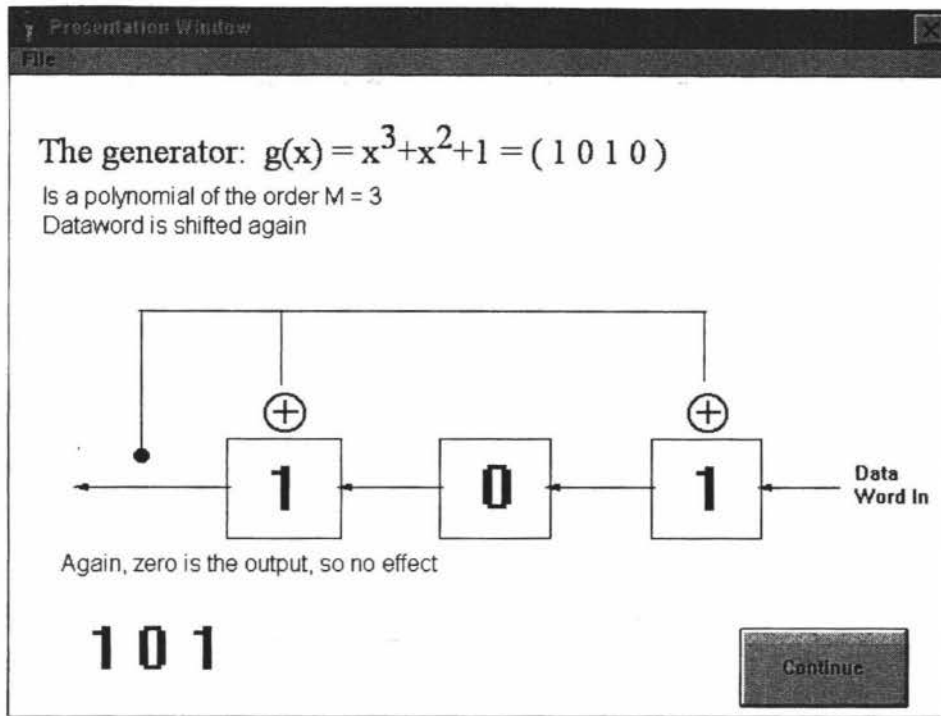 Presentation Window
File
The generator: g(x) = x³+x²+1 = ( 1 0 1 0 )
Is a polynomial of the order M = 3
Dataword is shifted again
1 0 1
Data
Word In
Again, zero is the output, so no effect
1 0 1
Continue